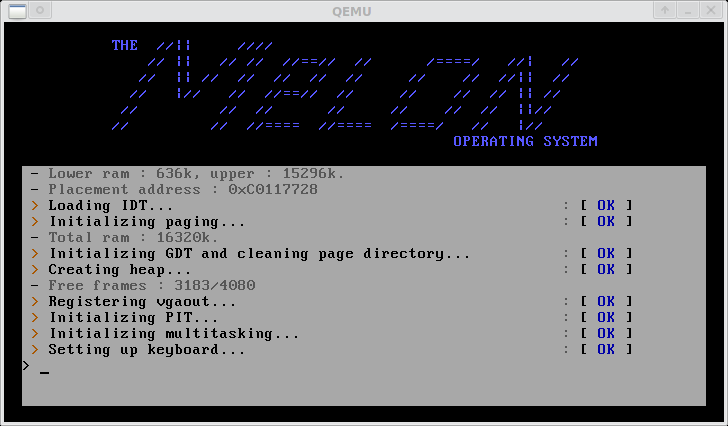 QEMU
THE
MELON
OPERATING SYSTEM
- Lower ram : 636k, upper : 15296k.
- Placement address : 0xC0117728
> Loading IDT... : [ OK ]
> Initializing paging... : [ OK ]
- Total ram : 16320k.
> Initializing GDT and cleaning page directory... : [ OK ]
> Creating heap... : [ OK ]
- Free frames : 3183/4080
> Registering vgaout... : [ OK ]
> Initializing PIT... : [ OK ]
> Initializing multitasking... : [ OK ]
> Setting up keyboard... : [ OK ]
> _